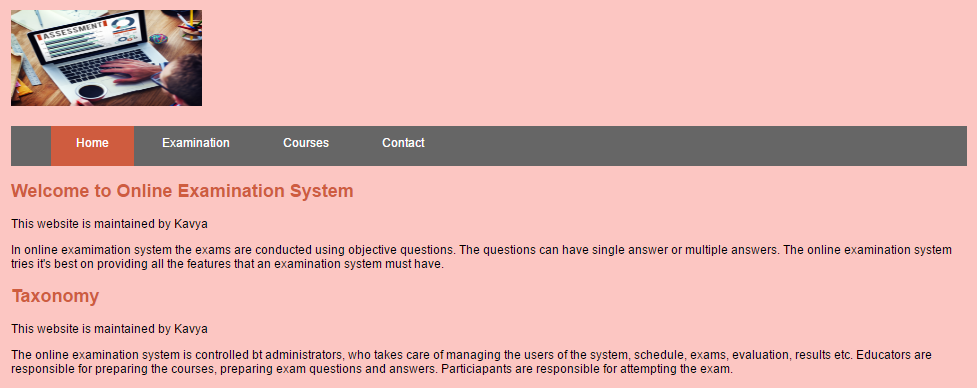 ASSESSMENT
Home Examination Courses Contact
Welcome to Online Examination System
This website is maintained by Kavya
In online examimation system the exams are conducted using objective questions. The questions can have single answer or multiple answers. The online examination system
tries it's best on providing all the features that an examination system must have.
Taxonomy
This website is maintained by Kavya
The online examination system is controlled bt administrators, who takes care of managing the users of the system, schedule, exams, evaluation, results etc. Educators are
responsible for preparing the courses, preparing exam questions and answers. Particiapants are responsible for attempting the exam.